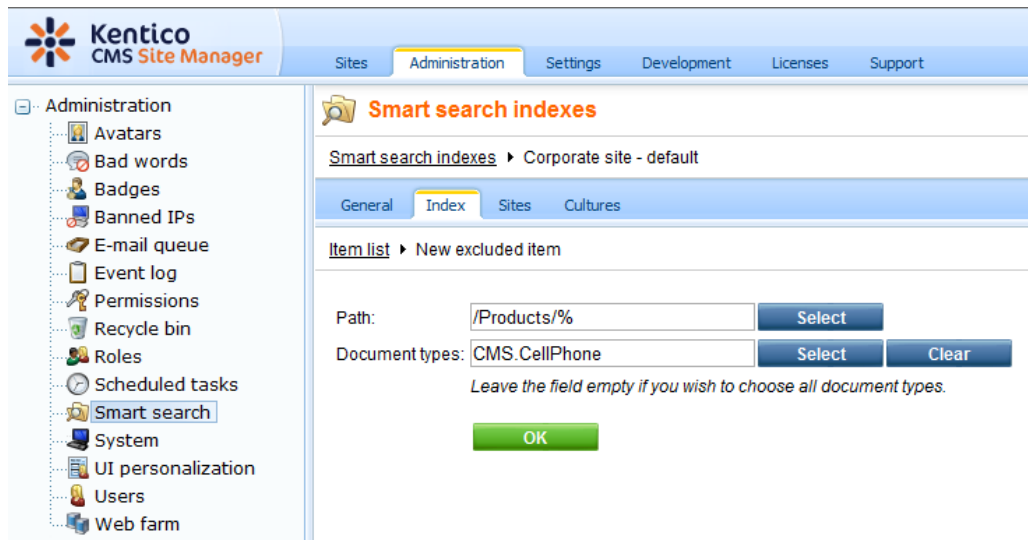 Kentico
CMS Site Manager
Sites Administration Settings Development Licenses Support
Administration
Avatars
Bad words
Badges
Banned IPs
E-mail queue
Event log
Permissions
Recycle bin
Roles
Scheduled tasks
Smart search
System
UI personalization
Users
Web farm
Smart search indexes
Smart search indexes Corporate site - default
General Index Sites Cultures
Item list New excluded item
Path: /Products/% Select
Document types: CMS.CellPhone Select Clear
Leave the field empty if you wish to choose all document types.
OK